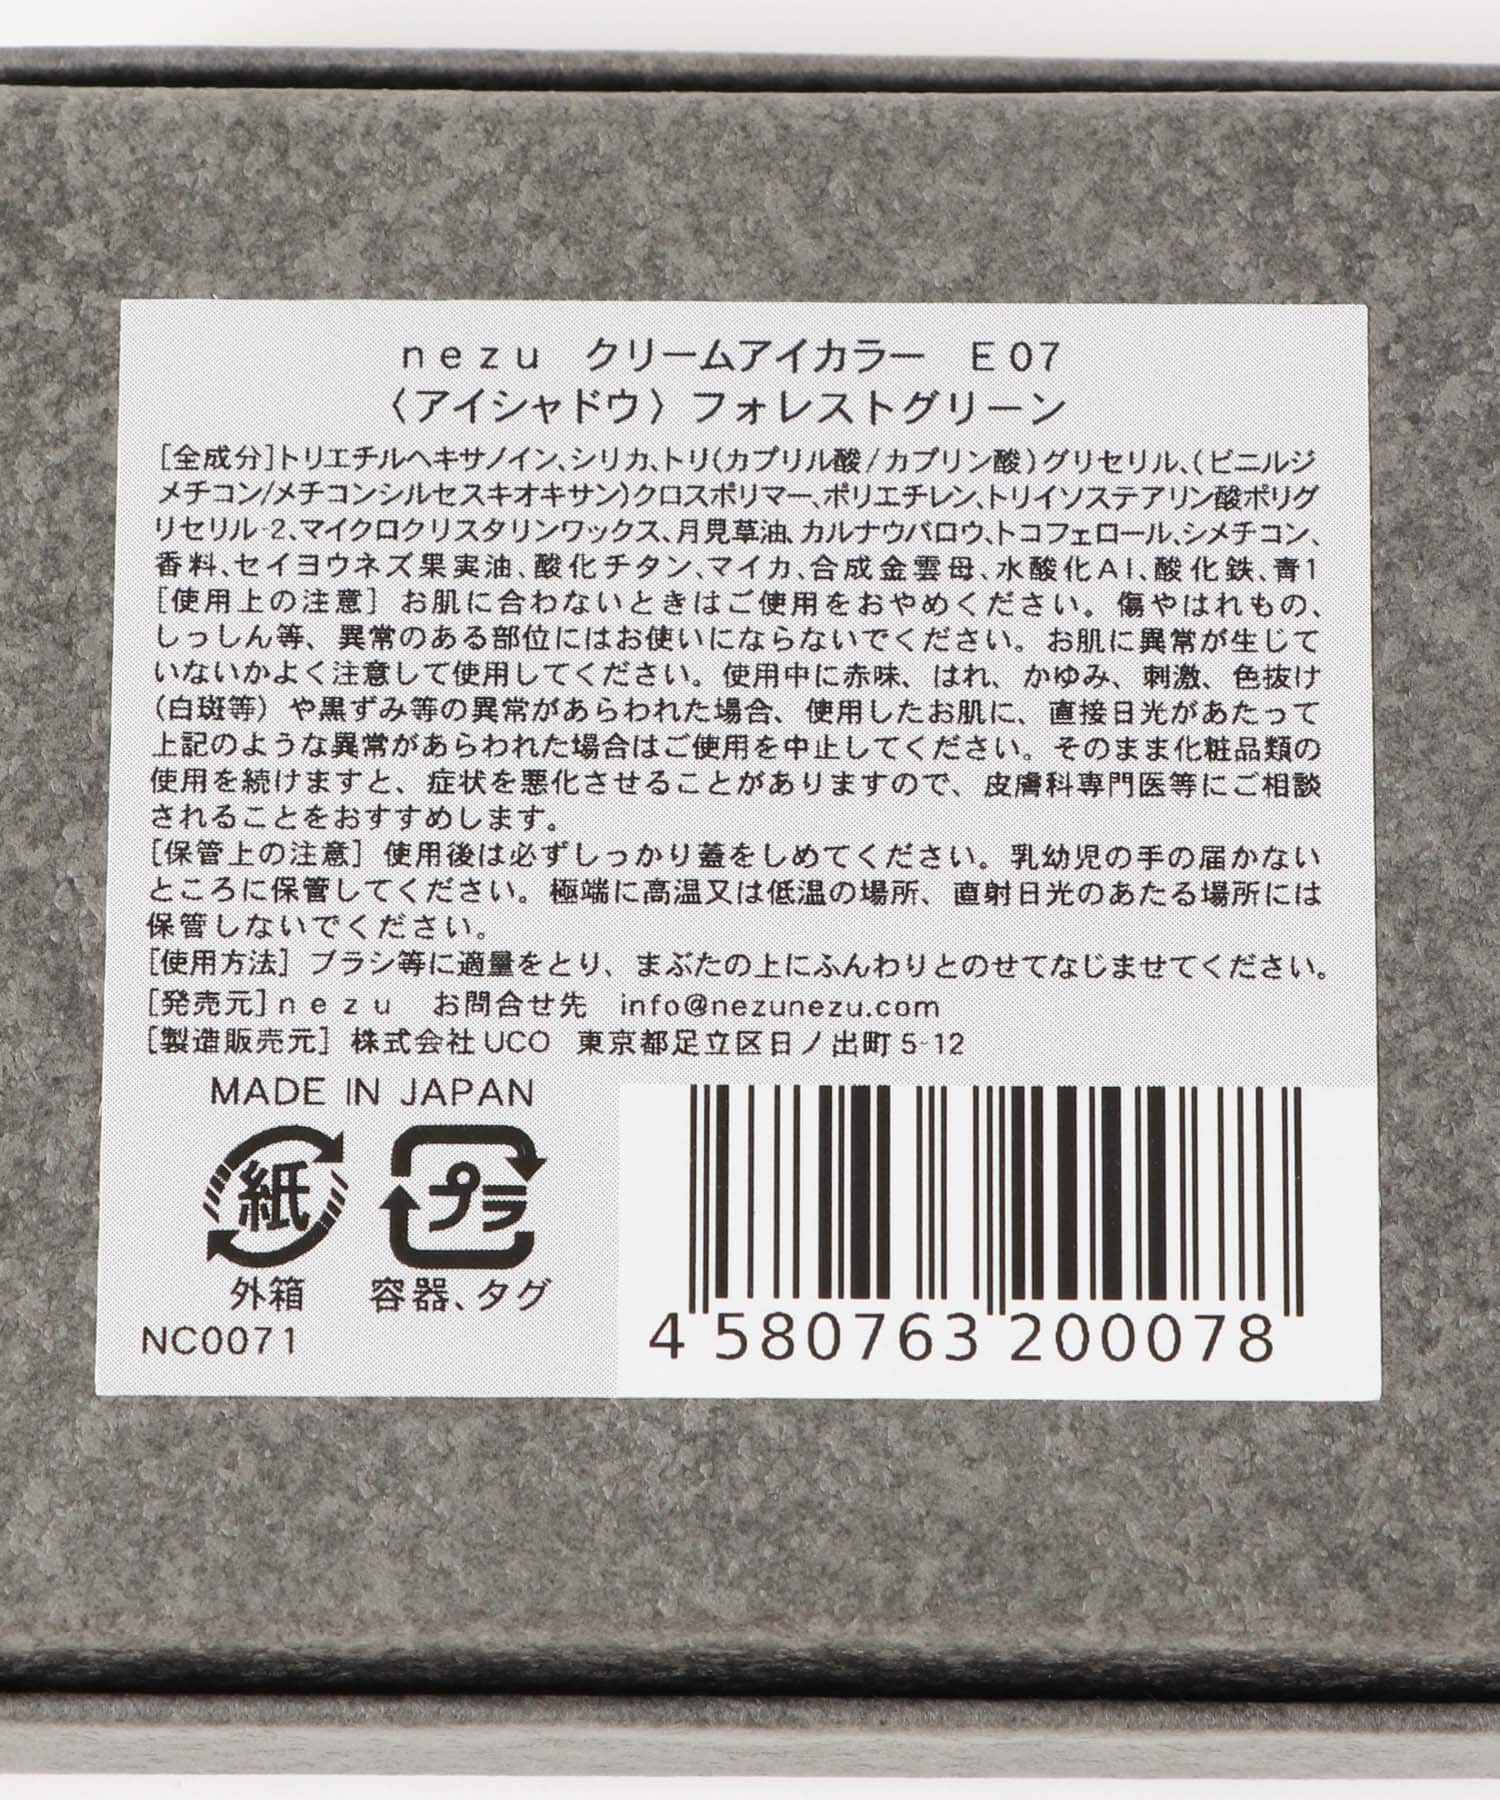 nezu クリームアイカラー E07
〈アイシャドウ〉フォレストグリーン
[全成分]トリエチルヘキサノイン、シリカ、トリ(カプリル酸/カプリン酸)グリセリル、(ビニルジ
メチコン/メチコンシルセスキオキサン)クロスポリマー、ポリエチレン、トリイソステアリン酸ポリグ
リセリル-2、マイクロクリスタリンワックス、月見草油、カルナウバロウ、トコフェロール、シメチコン、
香料、セイヨウネズ果実油、酸化チタン、マイカ、合成金雲母、水酸化Al、酸化鉄、青1
[使用上の注意] お肌に合わないときはご使用をおやめください。傷やはれもの、
しっしん等、異常のある部位にはお使いにならないでください。お肌に異常が生じて
いないかよく注意して使用してください。使用中に赤味、はれ、かゆみ、刺激、色抜け
(白斑等) や黒ずみ等の異常があらわれた場合、使用したお肌に、直接日光があたって
上記のような異常があらわれた場合はご使用を中止してください。そのまま化粧品類の
使用を続けますと、症状を悪化させることがありますので、皮膚科専門医等にご相談
されることをおすすめします。
[保管上の注意] 使用後は必ずしっかり蓋をしめてください。乳幼児の手の届かない
ところに保管してください。極端に高温又は低温の場所、直射日光のあたる場所には
保管しないでください。
[使用方法] ブラシ等に適量をとり、まぶたの上にふんわりとのせてなじませてください。
[発売元]nezu お問合せ先 info@nezunezu.com
[製造販売元] 株式会社UCO 東京都足立区日ノ出町5-12
MADE IN JAPAN
紙 プラ
外箱 容器、タグ
NC0071
4 580763 200078